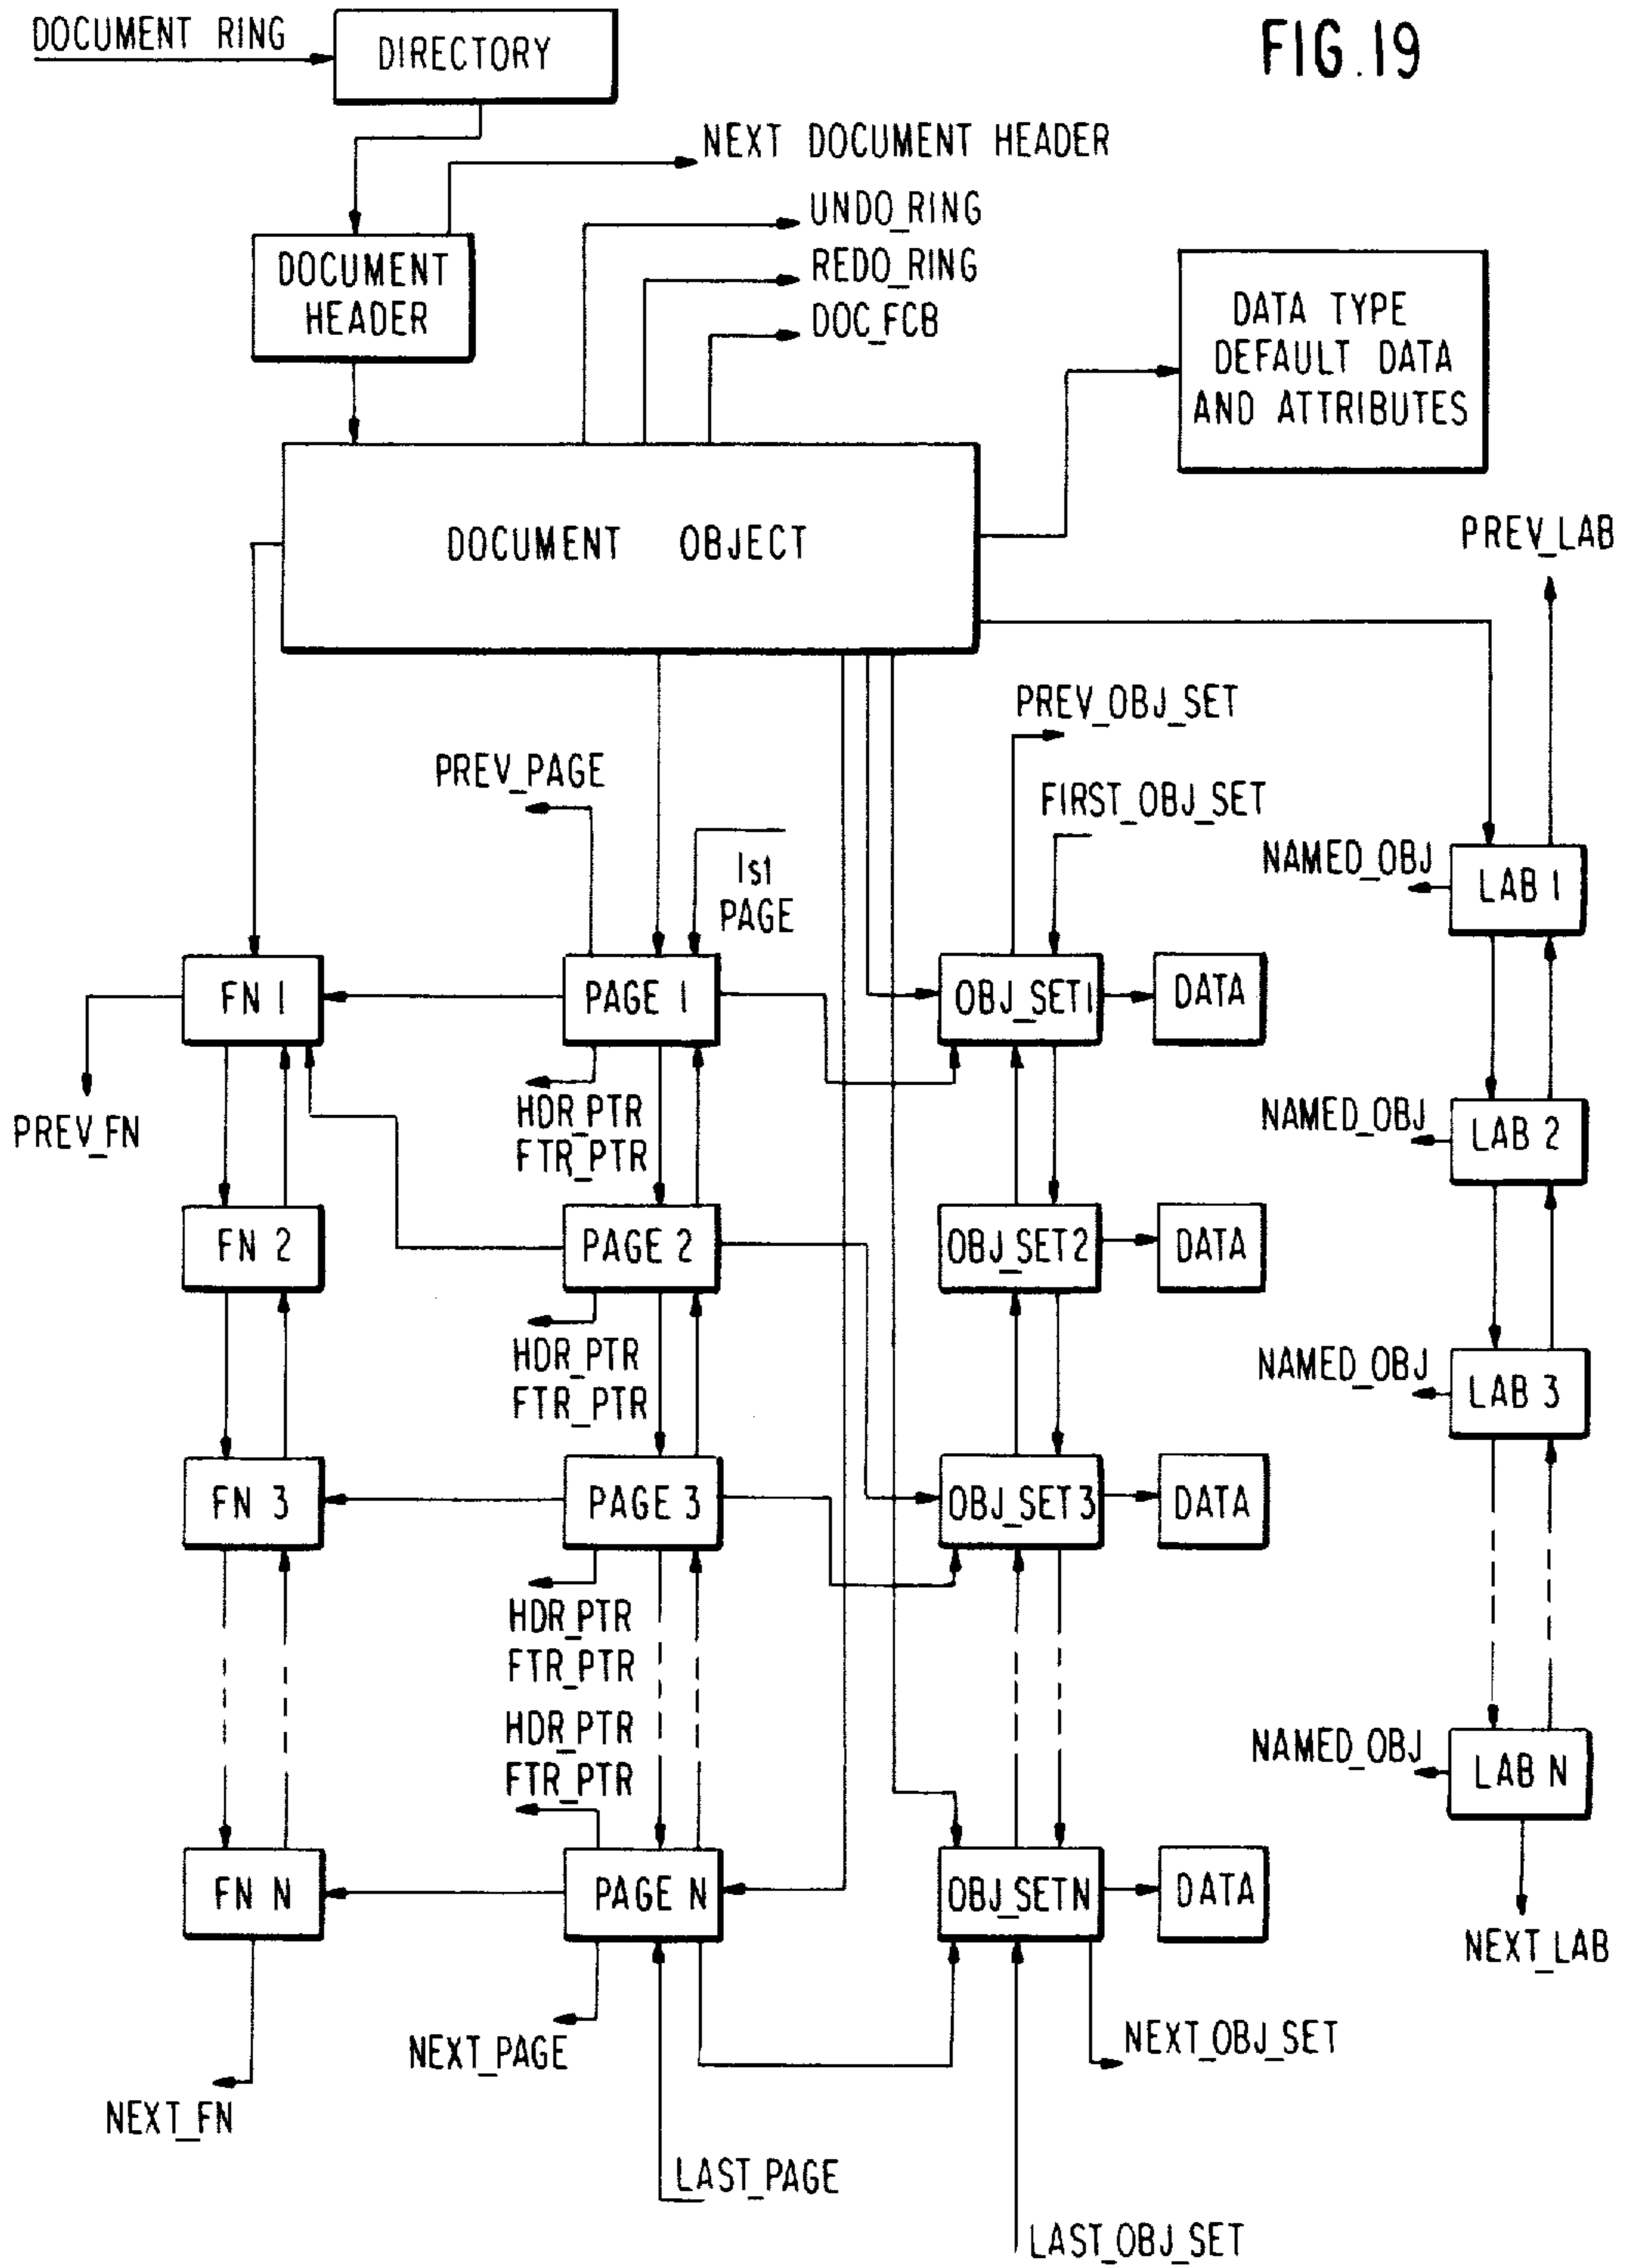 FIG.19
DOCUMENT RING
DIRECTORY
NEXT DOCUMENT HEADER
DOCUMENT
HEADER
UNDO_RING
REDO_RING
DOC_FCB
DATA TYPE
DEFAULT DATA
AND ATTRIBUTES
DOCUMENT OBJECT
PREV_LAB
PREV_OBJ_SET
PREV_PAGE
FIRST_OBJ_SET
1st
PAGE
NAMED_OBJ
LAB 1
FN 1
PAGE 1
OBJ_SET1
DATA
PREV_FN
HDR_PTR
FTR_PTR
NAMED_OBJ
LAB 2
FN 2
PAGE 2
OBJ_SET2
DATA
HDR_PTR
FTR_PTR
NAMED_OBJ
LAB 3
FN 3
PAGE 3
OBJ_SET3
DATA
HDR_PTR
FTR_PTR
HDR_PTR
FTR_PTR
NAMED_OBJ
LAB N
FN N
PAGE N
OBJ_SETN
DATA
NEXT_LAB
NEXT_PAGE
NEXT_OBJ_SET
NEXT_FN
LAST_PAGE
LAST_OBJ_SET